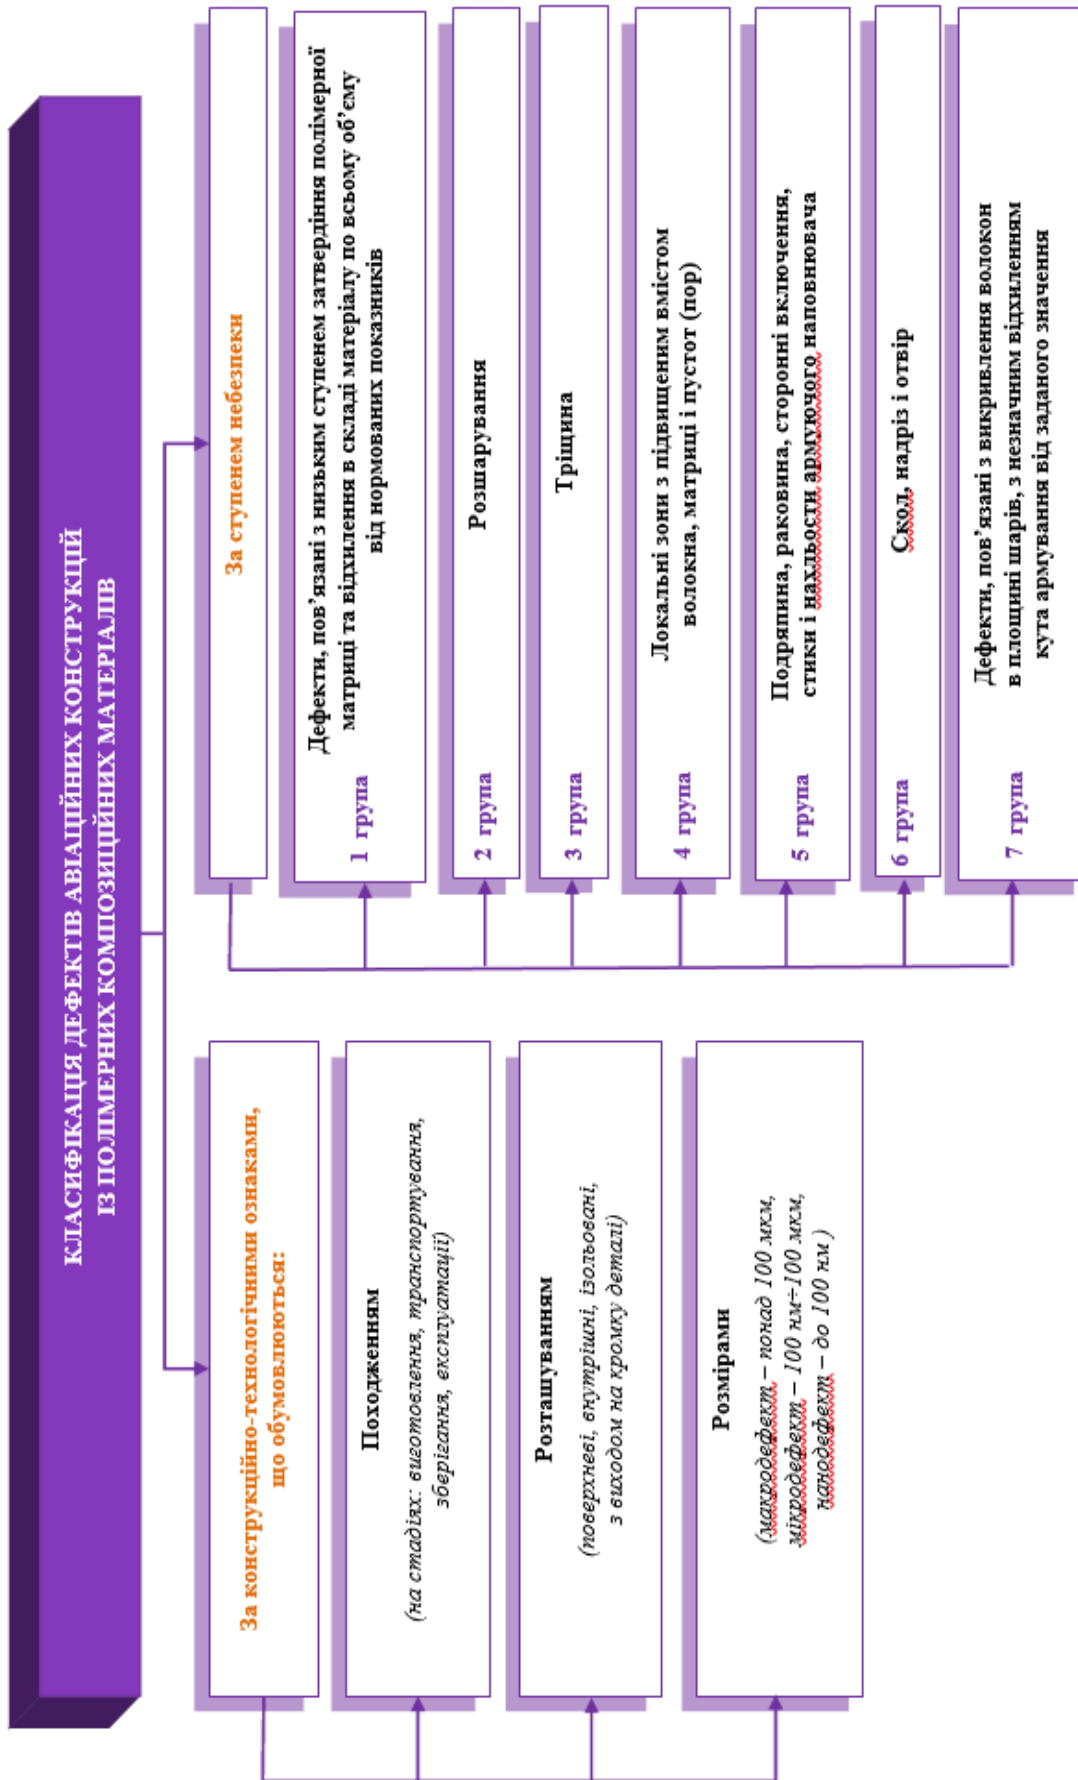 КЛАСИФІКАЦІЯ ДЕФЕКТІВ АВІАЦІЙНИХ КОНСТРУКЦІЙ
ІЗ ПОЛІМЕРНИХ КОМПОЗИЦІЙНИХ МАТЕРІАЛІВ
За конструкційно-технологічними ознаками,
що обумовлюються:
Походженням
(на стадіях: виготовлення, транспортування,
зберігання, експлуатації)
Розташуванням
(поверхневі, внутрішні, ізольовані,
з виходом на кромку деталі)
Розмірами
(макродефект – понад 100 мкм,
мікродефект – 100 нм÷100 мкм,
нанодефект – до 100 нм )
За ступенем небезпеки
Дефекти, пов’язані з низьким ступенем затвердіння полімерної
матриці та відхилення в складі матеріалу по всьому об’єму
1 група від нормованих показників
2 група Розшарування
3 група Тріщина
Локальні зони з підвищеним вмістом
4 група волокна, матриці і пустот (пор)
Подряпина, раковина, сторонні включення,
5 група стики і нахльости армуючого наповнювача
6 група Скол, надріз і отвір
Дефекти, пов’язані з викривлення волокон
в площині шарів, з незначним відхиленням
7 група кута армування від заданого значення